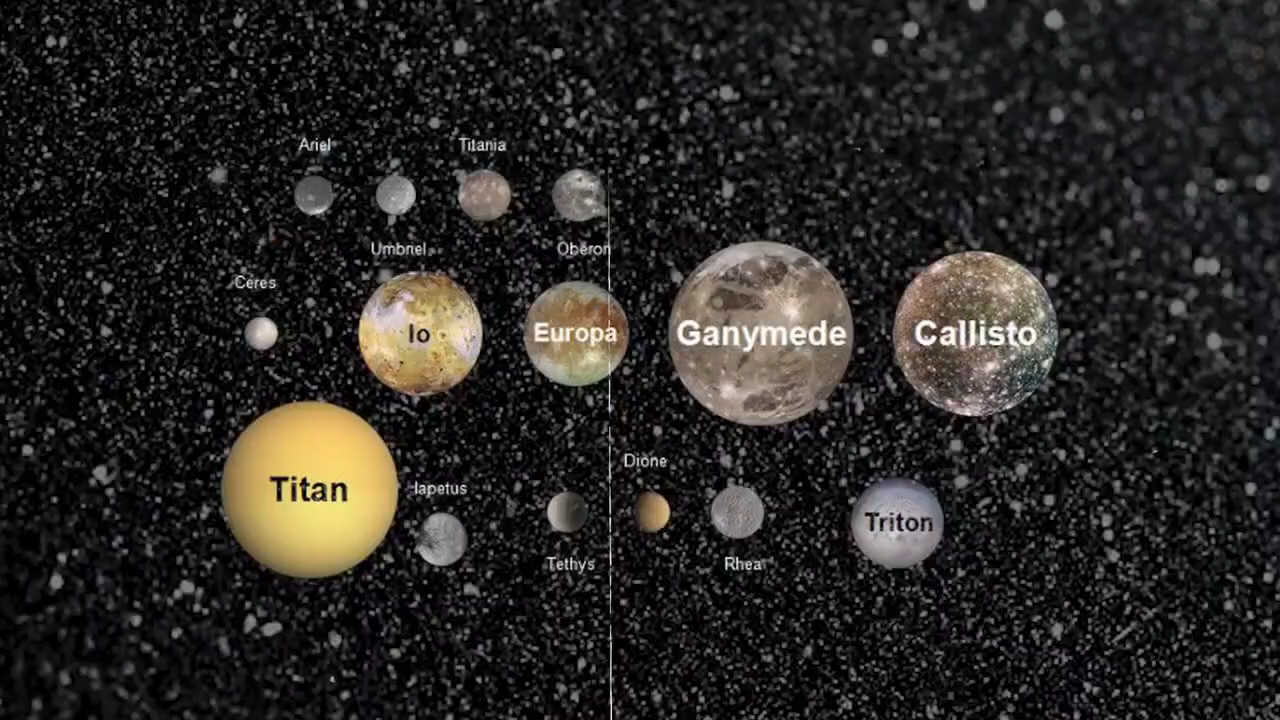 Ariel
Titania
Umbriel
Oberon
Ceres
Io
Europa
Ganymede
Callisto
Titan
Dione
Iapetus
Triton
Tethys
Rhea